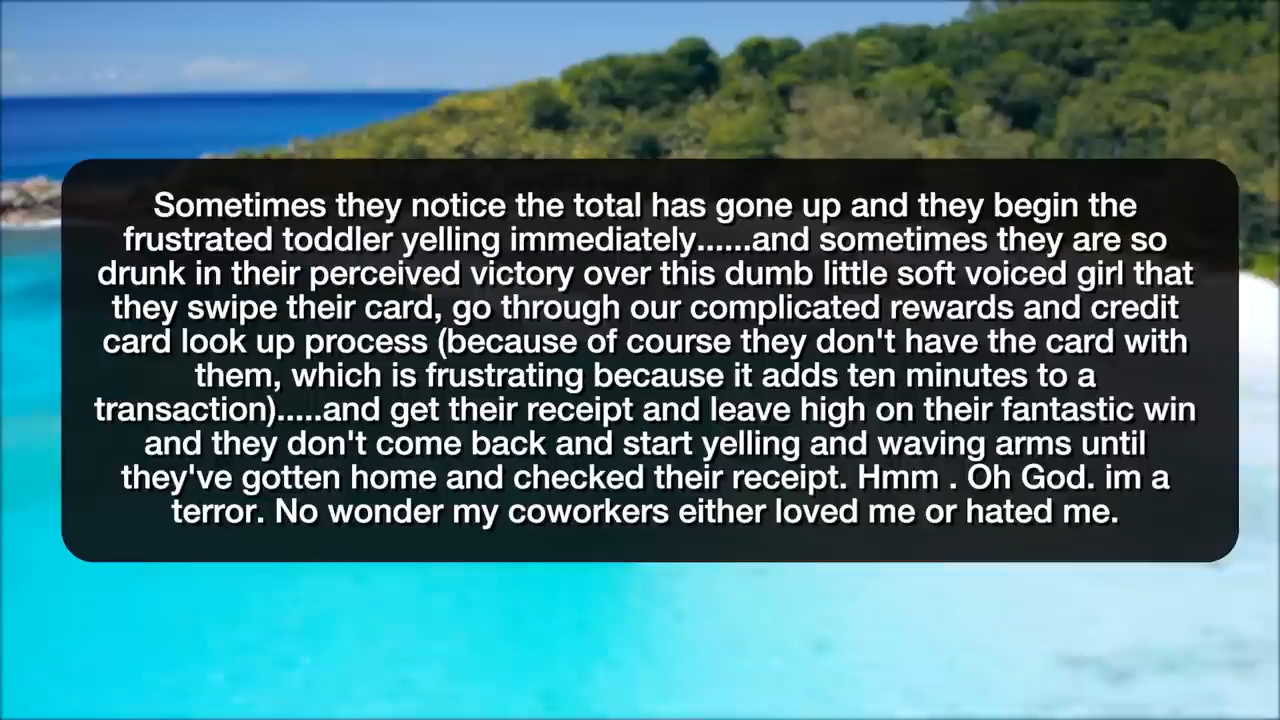 Sometimes they notice the total has gone up and they begin the
frustrated toddler yelling immediately......and sometimes they are so
drunk in their perceived victory over this dumb little soft voiced girl that
they swipe their card, go through our complicated rewards and credit
card look up process (because of course they don't have the card with
them, which is frustrating because it adds ten minutes to a
transaction).....and get their receipt and leave high on their fantastic win
and they don't come back and start yelling and waving arms until
they've gotten home and checked their receipt. Hmm . Oh God. im a
terror. No wonder my coworkers either loved me or hated me.